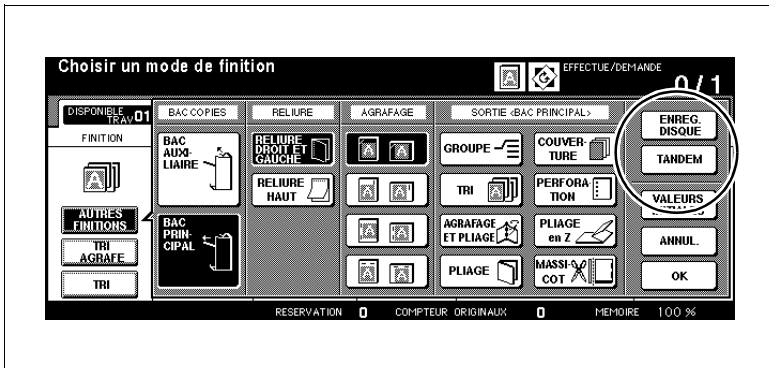 Choisir un mode de finition
EFFECTUE/DEMANDE
0/1
DISPONIBLE
TRAV 01
FINITION
AUTRES
FINITIONS
TRI
AGRAFE
TRI
BAC COPIES
BAC
AUXI-
LIAIRE
BAC
PRIN-
CIPAL
RELIURE
RELIURE
DROIT ET
GAUCHE
RELIURE
HAUT
AGRAFAGE
SORTIE <BAC PRINCIPAL>
GROUPE
COUVER-
TURE
TRI
PERFORA-
TION
AGRAFAGE
ET PLIAGE
PLIAGE
en Z
PLIAGE
MASSI-
COT
ENREG.
DISQUE
TANDEM
VALEURS
ANNUL.
OK
RESERVATION 0 COMPTEUR ORIGINAUX 0 MEMOIRE 100 %